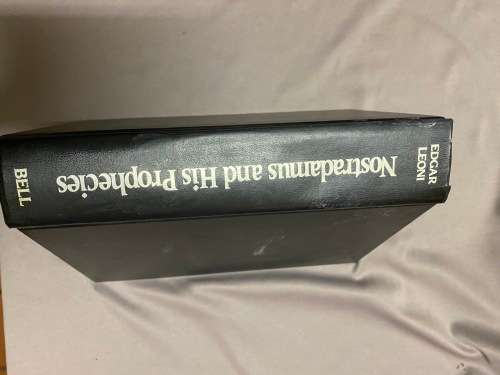 EDGAR
LEONI
Nostradamus and His Prophecies
BELL